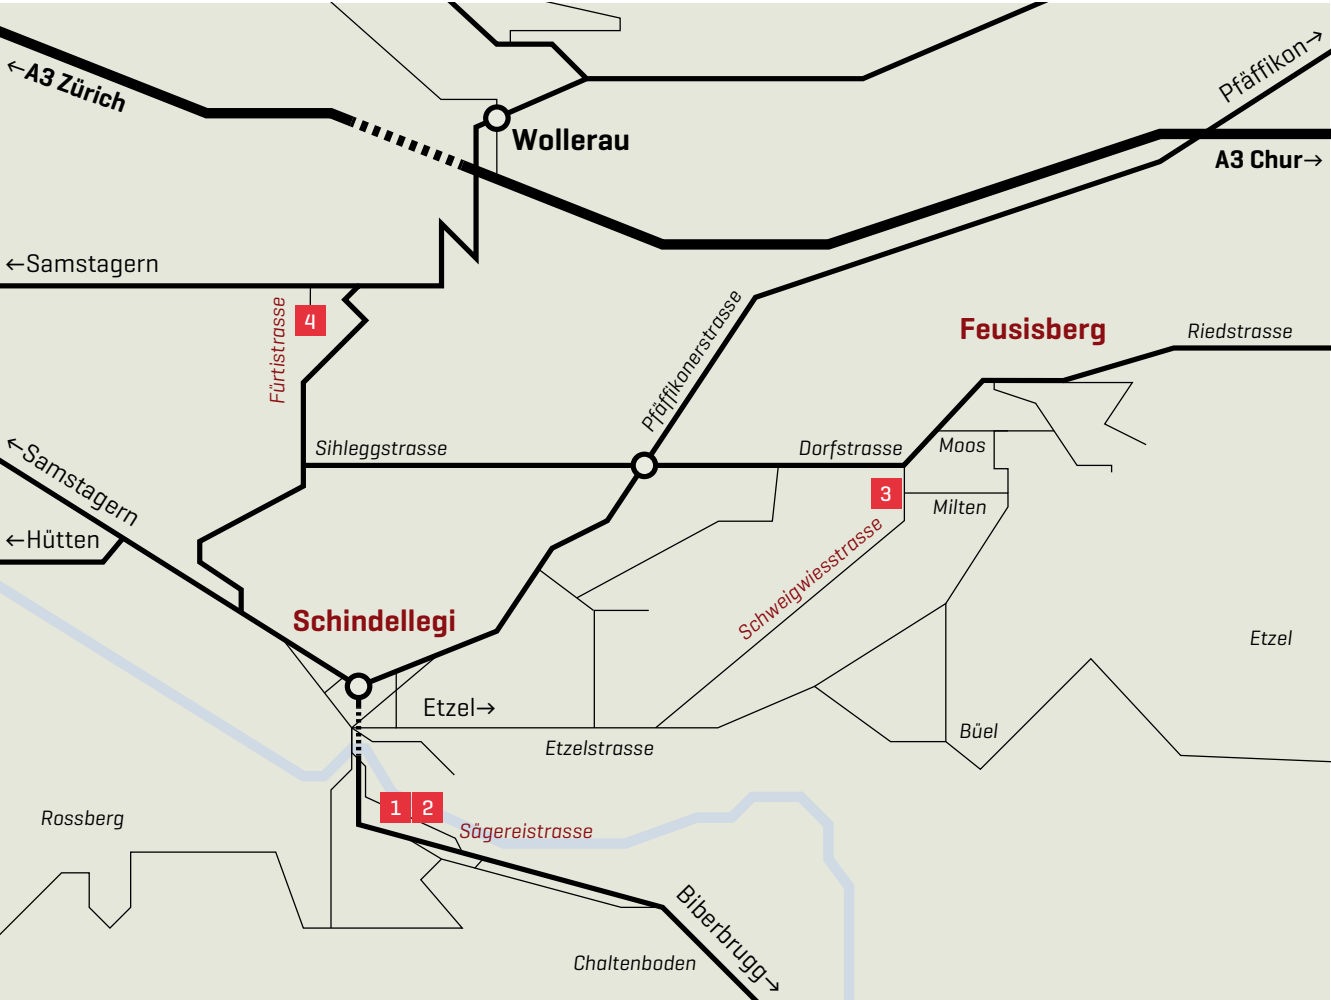 ←A3 Zürich
Pfäffikon→
Wollerau
A3 Chur→
←Samstagern
Fürtistrasse
4
Pfäffikonerstrasse
Feusisberg
Riedstrasse
Sihleggstrasse
Dorfstrasse
Moos
←Samstagern
3
Milten
←Hütten
Schweigwiesstrasse
Schindellegi
Etzel
Etzel→
Etzelstrasse
Büel
1 2
Rossberg
Sägereistrasse
Biberbrugg→
Chaltenboden